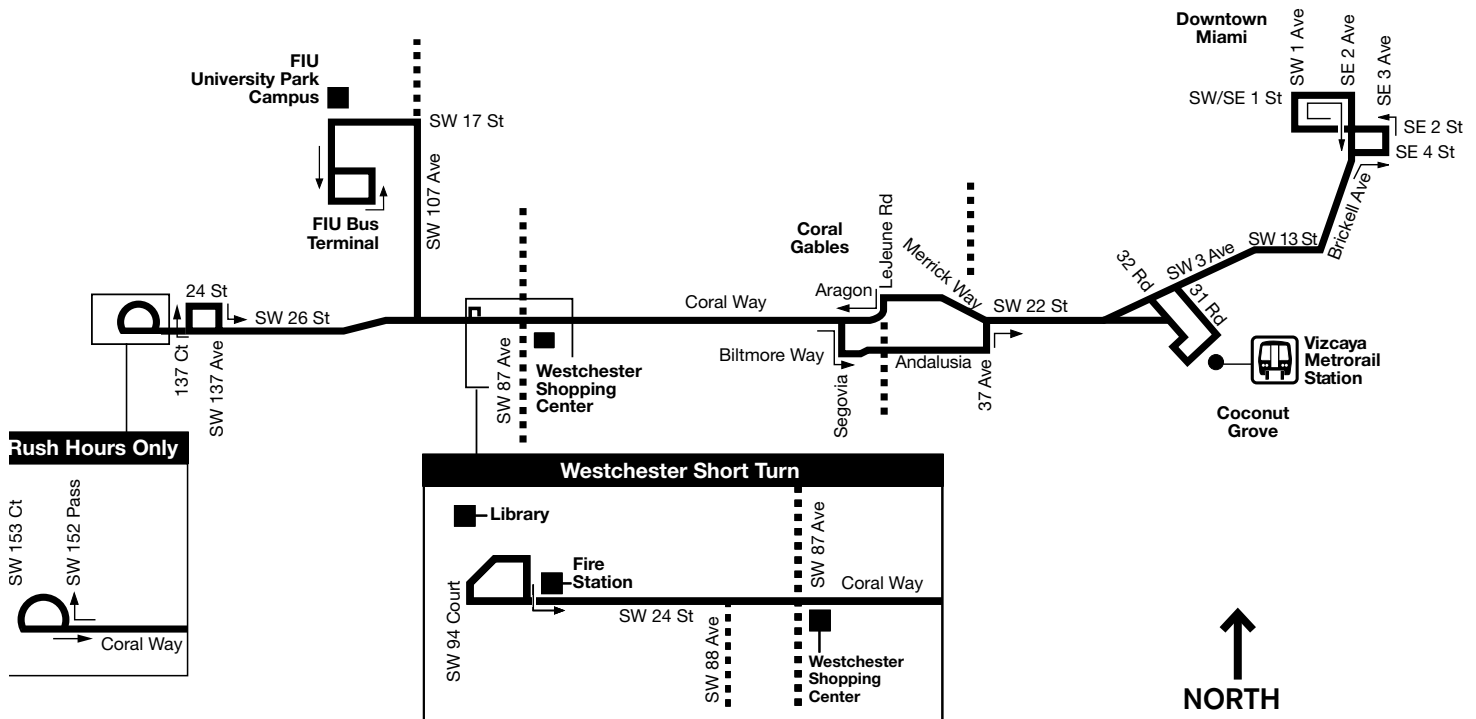 Downtown
Miami
SW 1 Ave
SE 2 Ave
SE 3 Ave
SW/SE 1 St
SE 2 St
SE 4 St
Brickell Ave
SW 13 St
SW 3 Ave
32 Rd
31 Rd
Vizcaya
Metrorail
Station
Coconut
Grove
FIU
University Park
Campus
SW 17 St
SW 107 Ave
FIU Bus
Terminal
Coral
Gables
LeJeune Rd
Merrick Way
Aragon
Coral Way
SW 22 St
Biltmore Way
Andalusia
Segovia
37 Ave
24 St
SW 26 St
137 Ct
SW 137 Ave
SW 87 Ave
Westchester
Shopping
Center
Rush Hours Only
SW 153 Ct
SW 152 Pass
Coral Way
Westchester Short Turn
Library
Fire
Station
SW 94 Court
SW 24 St
SW 88 Ave
SW 87 Ave
Coral Way
Westchester
Shopping
Center
NORTH